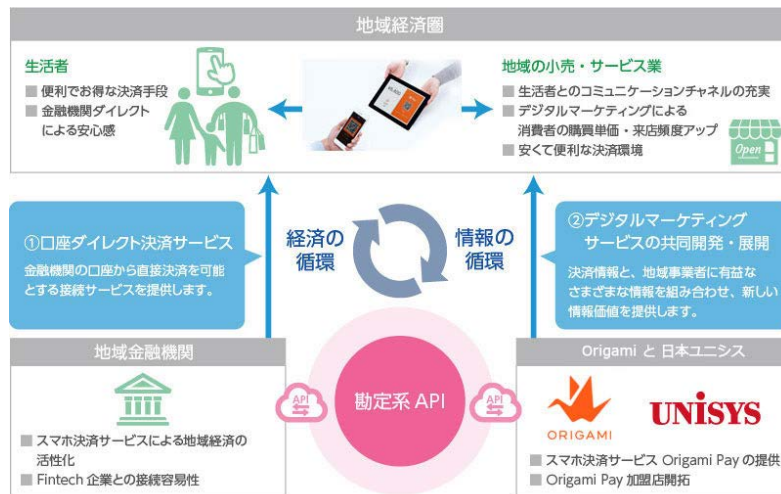 地域経済圏
生活者
■ 便利でお得な決済手段
■ 金融機関ダイレクト
による安心感
地域の小売・サービス業
■ 生活者とのコミュニケーションチャネルの充実
■ デジタルマーケティングによる
消費者の購買単価・来店頻度アップ
■ 安くて便利な決済環境
Open
①口座ダイレクト決済サービス
金融機関の口座から直接決済を可能
とする接続サービスを提供します。
経済の
循環
情報の
循環
②デジタルマーケティング
サービスの共同開発・展開
決済情報と、地域事業者に有益な
さまざまな情報を組み合わせ、新しい
情報価値を提供します。
地域金融機関
■ スマホ決済サービスによる地域経済の
活性化
■ Fintech 企業との接続容易性
API
勘定系 API
API
Origami と 日本ユニシス
ORIGAMI
UNiSYS
■ スマホ決済サービス Origami Pay の提供
■ Origami Pay 加盟店開拓